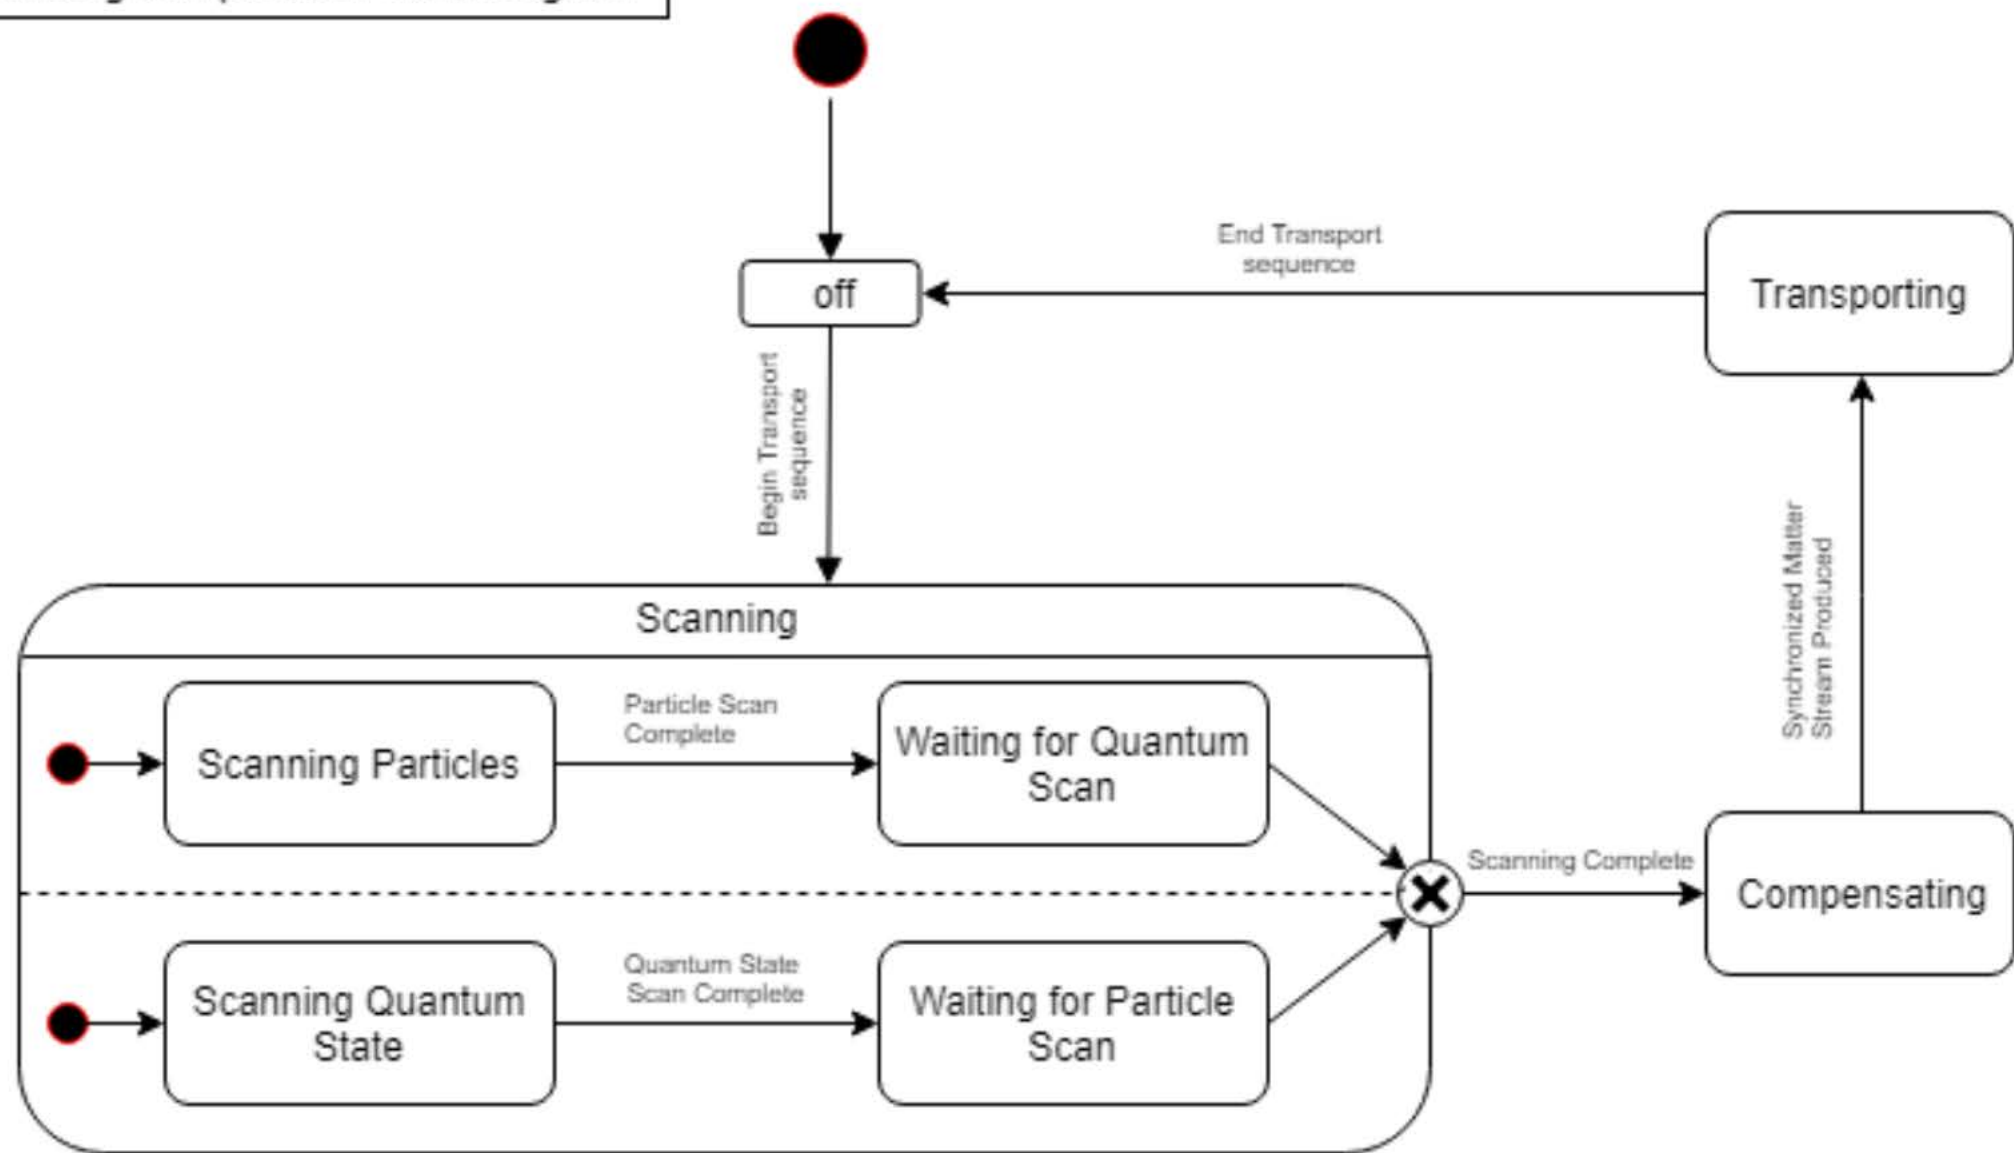 off
End Transport
sequence
Transporting
Begin Transport
sequence
Scanning
Scanning Particles
Particle Scan
Complete
Waiting for Quantum
Scan
Scanning Quantum
State
Quantum State
Scan Complete
Waiting for Particle
Scan
Scanning Complete
Compensating
Synchronized Matter
Stream Produced